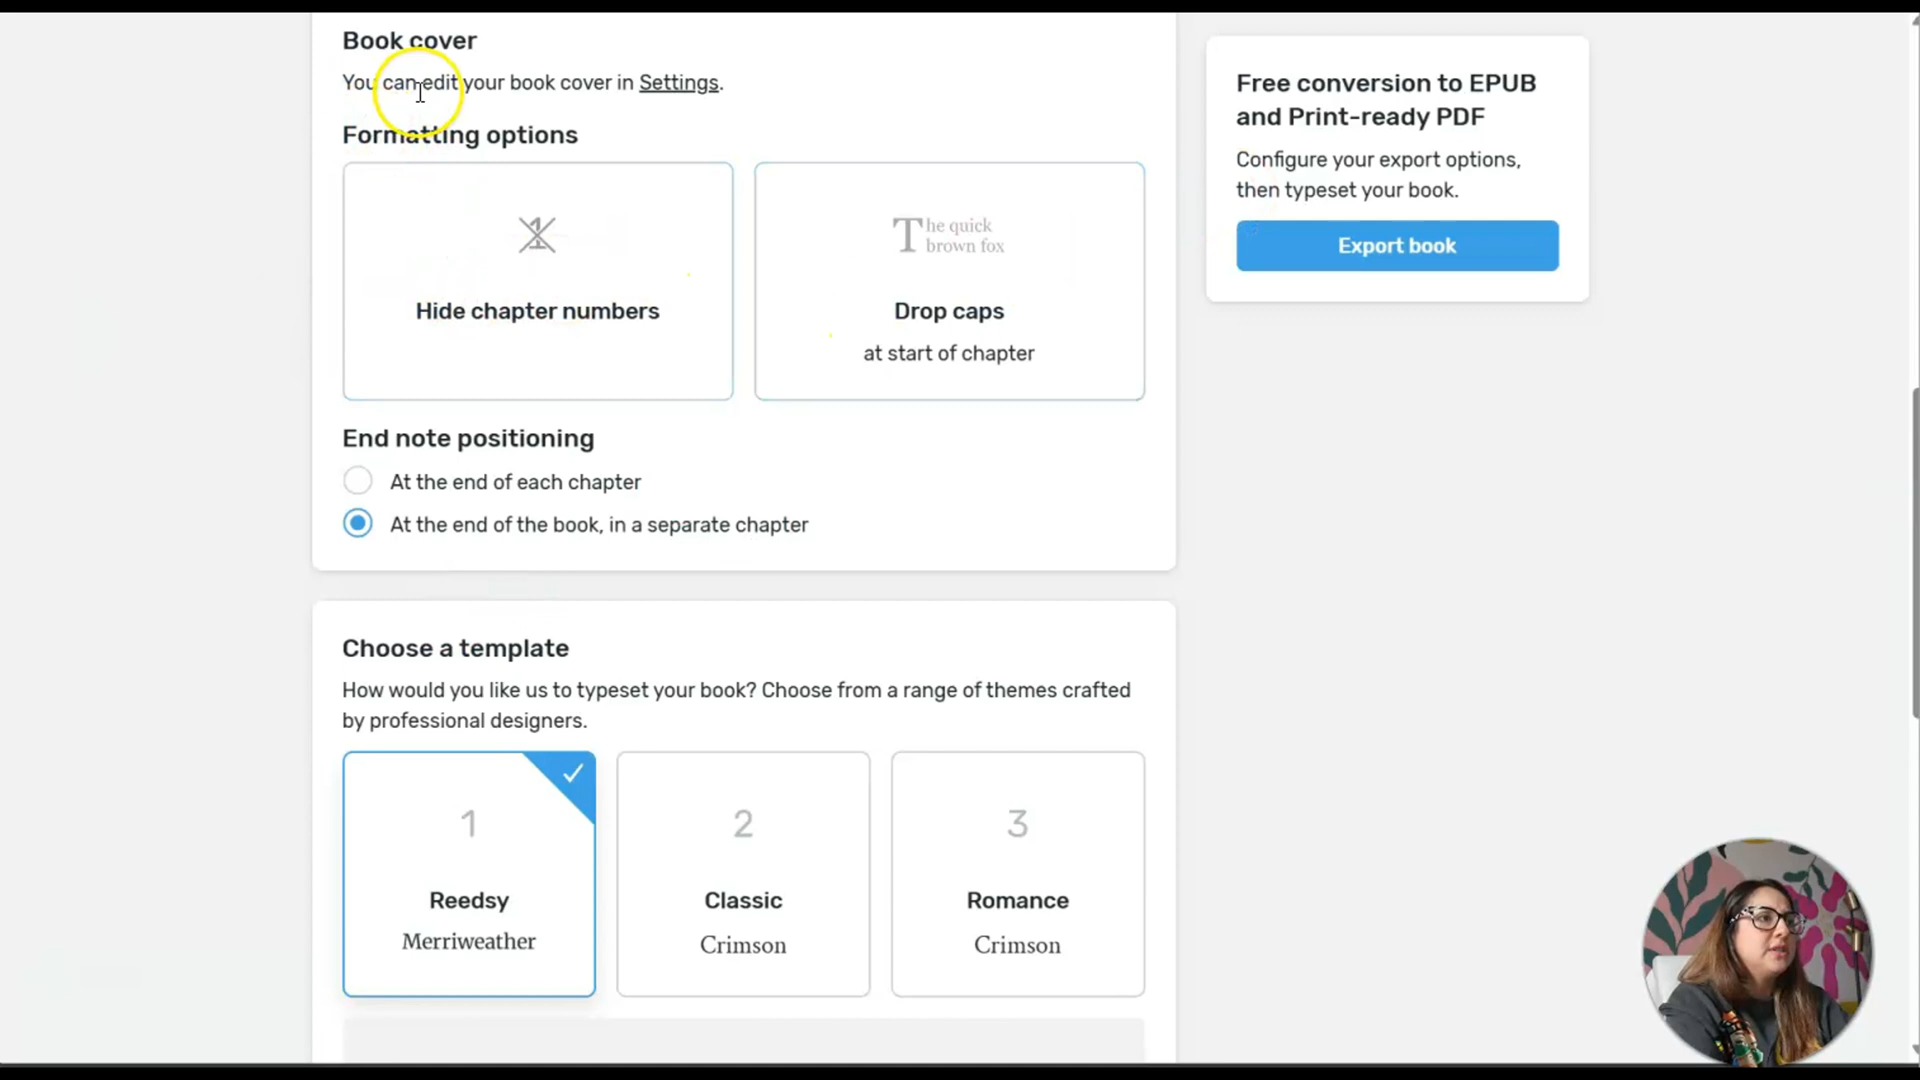 Book cover
You can edit your book cover in Settings.
Formatting options
1
Hide chapter numbers
The quick
brown fox
Drop caps
at start of chapter
End note positioning
At the end of each chapter
At the end of the book, in a separate chapter
Choose a template
How would you like us to typeset your book? Choose from a range of themes crafted
by professional designers.
1
Reedsy
Merriweather
2
Classic
Crimson
3
Romance
Crimson
Free conversion to EPUB
and Print-ready PDF
Configure your export options,
then typeset your book.
Export book